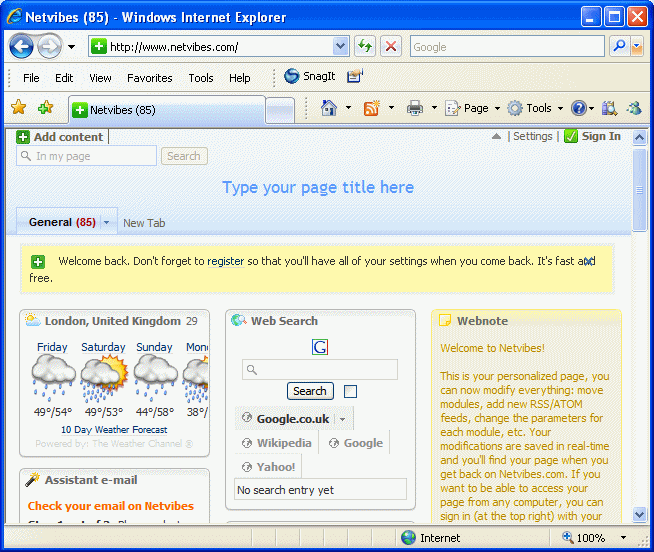 Netvibes (85) - Windows Internet Explorer
http://www.netvibes.com/
Google
File Edit View Favorites Tools Help SnagIt
Netvibes (85)
Page Tools
Add content
Settings | Sign In
In my page Search
Type your page title here
General (85) New Tab
Welcome back. Don't forget to register so that you'll have all of your settings when you come back. It's fast and
free.
London, United Kingdom 29
Friday Saturday Sunday Mon
49°/54° 49°/53° 44°/58° 38°/
10 Day Weather Forecast
Powered by: The Weather Channel ®
Assistant e-mail
Check your email on Netvibes
Web Search
G
Search
Google.co.uk
Wikipedia Google
Yahoo!
No search entry yet
Webnote
Welcome to Netvibes!
This is your personalized page, you
can now modify everything: move
modules, add new RSS/ATOM
feeds, change the parameters for
each module, etc. Your
modifications are saved in real-time
and you'll find your page when you
get back on Netvibes.com. If you
want to be able to access your
page from any computer, you can
sign in (at the top right) with your
Internet 100%